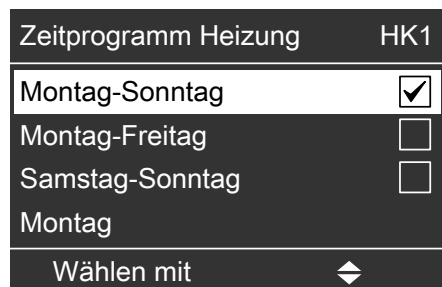 Zeitprogramm Heizung HK1
Montag-Sonntag
Montag-Freitag
Samstag-Sonntag
Montag
Wählen mit